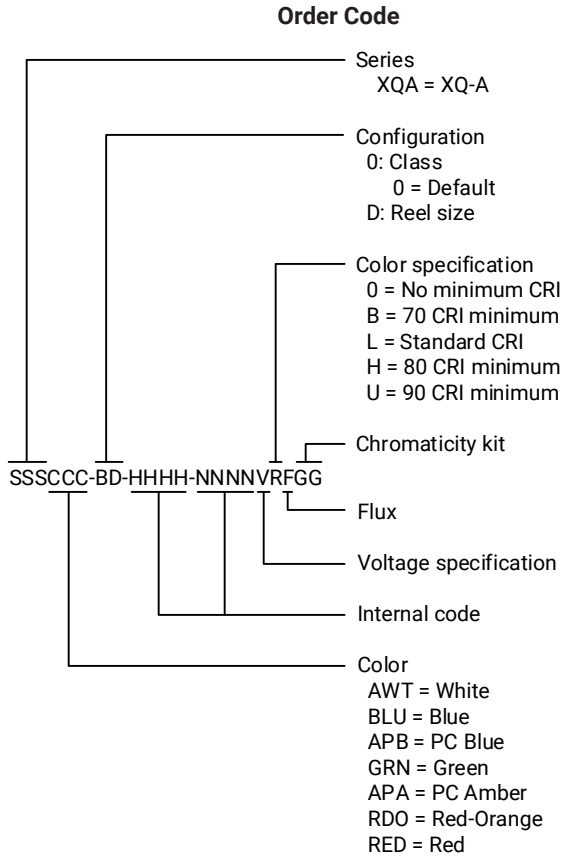 Order Code
Series
XQA = XQ-A
Configuration
0: Class
0 = Default
D: Reel size
Color specification
0 = No minimum CRI
B = 70 CRI minimum
L = Standard CRI
H = 80 CRI minimum
U = 90 CRI minimum
Chromaticity kit
SSSCCC-BD-HHHH-NNNNVRFGG
Flux
Voltage specification
Internal code
Color
AWT = White
BLU = Blue
APB = PC Blue
GRN = Green
APA = PC Amber
RDO = Red-Orange
RED = Red